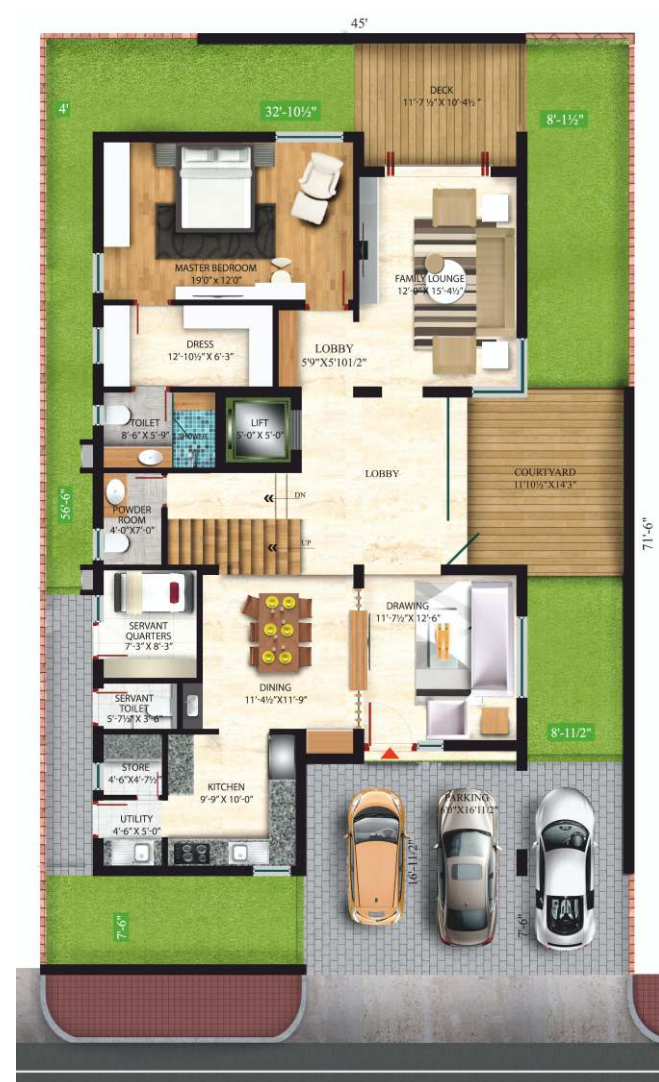 45'
DECK
11'-7 ½"X 10'-4½ "
4'
32'-10½"
8'-1½"
MASTER BEDROOM
19'0" x 12'0"
FAMILY LOUNGE
12'-0"X 15'-4½"
DRESS
12'-10½"X 6'-3"
LOBBY
5'9"X5'101/2"
TOILET
8'-6"X 5'-9"
SHOWER
LIFT
5'-0"X 5'-0"
LOBBY
COURTYARD
11'10½"X14'3"
56'-6"
71'-6"
DN
POWDER
ROOM
4'-0"X7'-0"
UP
SERVANT
QUARTERS
7'-3"X 8'-3"
DRAWING
11'-7½"X 12'-6"
DINING
11'-4½"X11'-9"
SERVANT
TOILET
5'-7½"X 3'-6"
8'-11/2"
STORE
4'-6"X4'-7½"
KITCHEN
9'-9"X 10'-0"
UTILITY
4'-6"X 5'-0"
PARKING
16'-11/2"
7'-6"
7'-6"